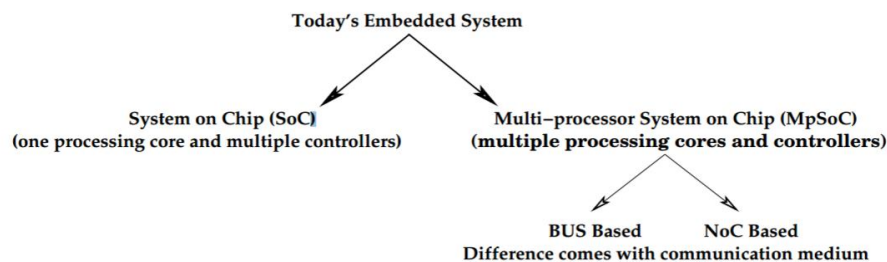 Today's Embedded System
System on Chip (SoC)
(one processing core and multiple controllers)
Multi−processor System on Chip (MpSoC)
(multiple processing cores and controllers)
BUS Based
NoC Based
Difference comes with communication medium